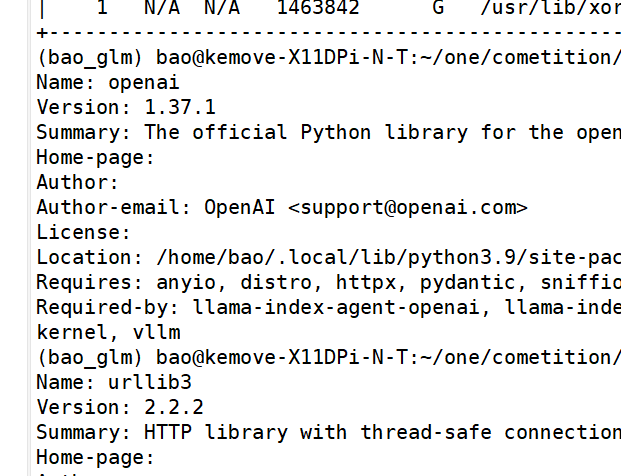 |    1   N/A  N/A   1463842      G   /usr/lib/xor
+------------------------------------------------
(bao_glm) bao@kemove-X11DPi-N-T:~/one/cometition/
Name: openai
Version: 1.37.1
Summary: The official Python library for the open
Home-page:
Author:
Author-email: OpenAI <support@openai.com>
License:
Location: /home/bao/.local/lib/python3.9/site-pac
Requires: anyio, distro, httpx, pydantic, sniffio
Required-by: llama-index-agent-openai, llama-inde
kernel, vllm
(bao_glm) bao@kemove-X11DPi-N-T:~/one/cometition/
Name: urllib3
Version: 2.2.2
Summary: HTTP library with thread-safe connection
Home-page: